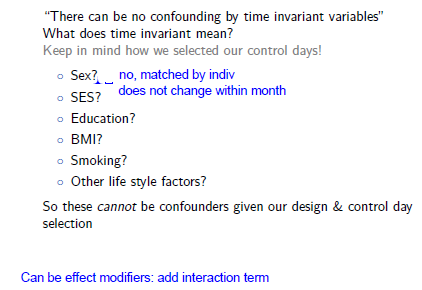 “There can be no confounding by time invariant variables”
What does time invariant mean?
Keep in mind how we selected our control days!
Sex? no, matched by indiv
SES? does not change within month
Education?
BMI?
Smoking?
Other life style factors?
So these cannot be confounders given our design & control day
selection
Can be effect modifiers: add interaction term